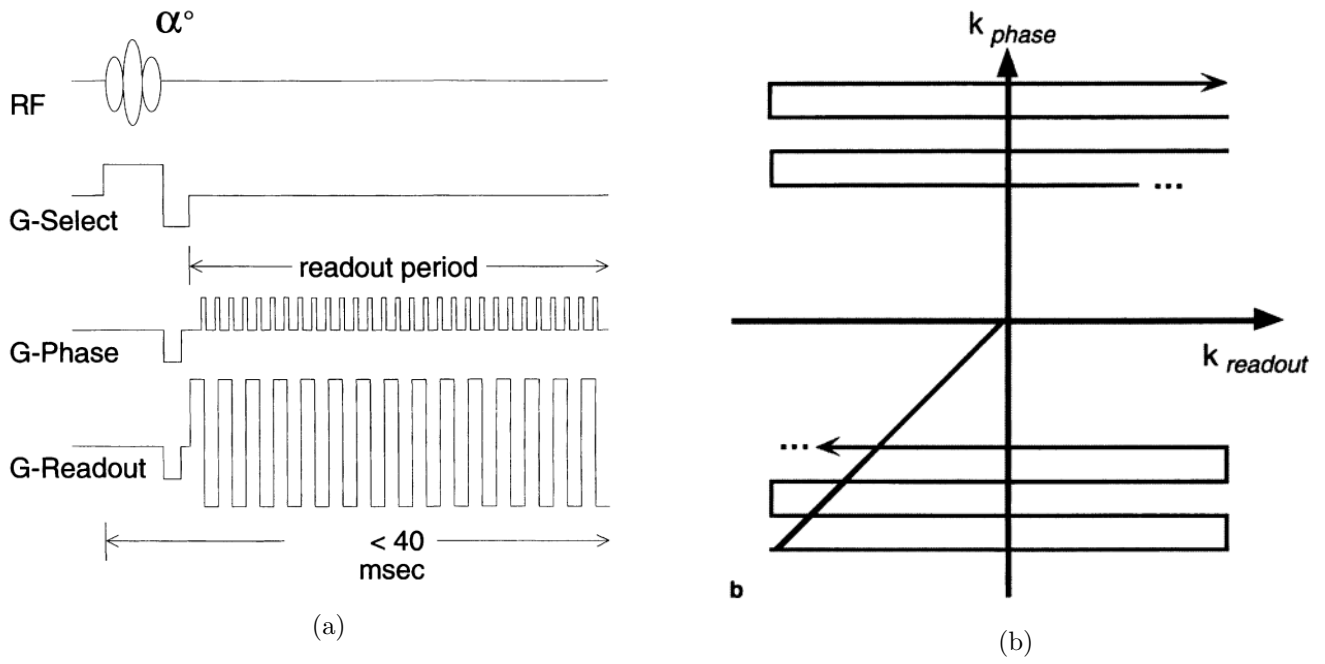 α°
RF
G-Select
readout period
G-Phase
G-Readout
< 40
msec
(a)
k phase
...
k readout
...
b
(b)